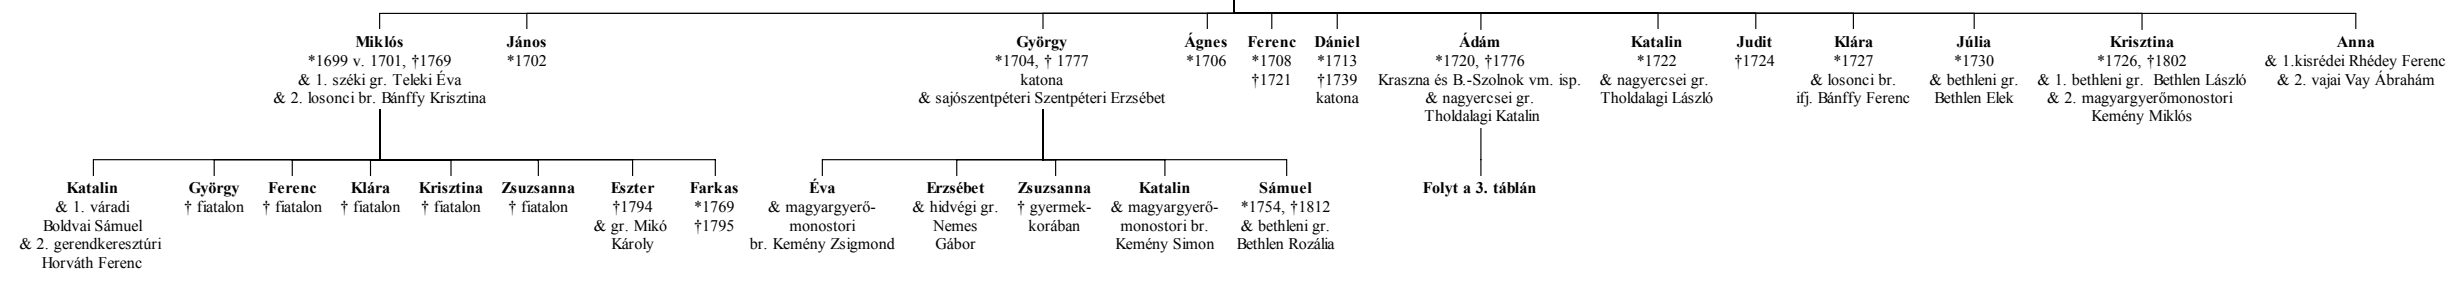 Miklós
*1699 v. 1701, †1769
& 1. széki gr. Teleki Éva
& 2. losonci br. Bánffy Krisztina
János
*1702
György
*1704, † 1777
katona
& sajószentpéteri Szentpéteri Erzsébet
Ágnes
*1706
Ferenc
*1708
†1721
Dániel
*1713
†1739
katona
Ádám
*1720, †1776
Kraszna és B.-Szolnok vm. isp.
& nagyercsei gr.
Tholdalagi Katalin
Katalin
*1722
& nagyercsei gr.
Tholdalagi László
Judit
†1724
Klára
*1727
& losonci br.
ifj. Bánffy Ferenc
Júlia
*1730
& bethleni gr.
Bethlen Elek
Krisztina
*1726, †1802
& 1. bethleni gr. Bethlen László
& 2. magyargyerőmonostori
Kemény Miklós
Anna
& 1.kisrédei Rhédey Ferenc
& 2. vajai Vay Ábrahám
Katalin
& 1. váradi
Boldvai Sámuel
& 2. gerendkeresztúri
Horváth Ferenc
György
† fiatalon
Ferenc
† fiatalon
Klára
† fiatalon
Krisztina
† fiatalon
Zsuzsanna
† fiatalon
Eszter
†1794
& gr. Mikó
Károly
Farkas
*1769
†1795
Éva
& magyargyerő-
monostori
br. Kemény Zsigmond
Erzsébet
& hidvégi gr.
Nemes
Gábor
Zsuzsanna
† gyermek-
korában
Katalin
& magyargyerő-
monostori br.
Kemény Simon
Sámuel
*1754, †1812
& bethleni gr.
Bethlen Rozália
Folyt a 3. táblán